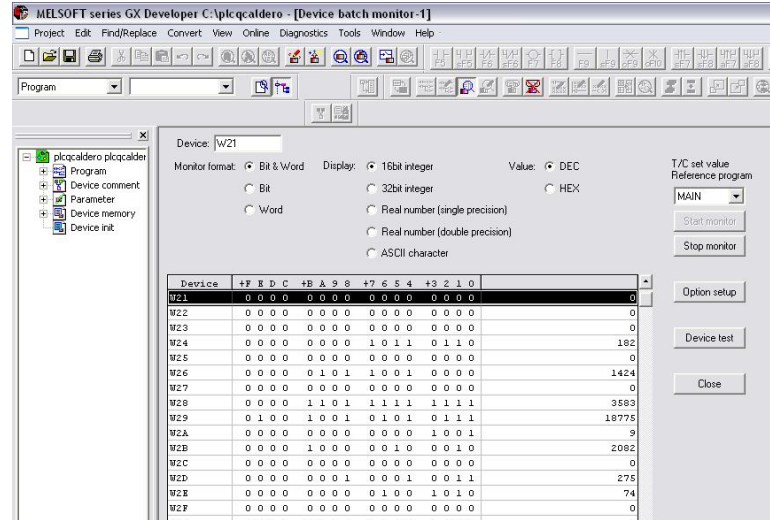 MELSOFT series GX Developer C:\plcqcaldero - [Device batch monitor-1]
Project Edit Find/Replace Convert View Online Diagnostics Tools Window Help
F5 sF5 F6 sF6 F7 F8 F9 sF9 cF9 cF10 sF7 sF8 aF7 aF8
Program
plcqcaldero plcqcalder
Program
Device comment
Parameter
Device memory
Device init
Device: W21
Monitor format: Bit & Word Display: 16bit integer Value: DEC
Bit 32bit integer HEX
Word Real number (single precision)
Real number (double precision)
ASCII character
T/C set value
Reference program
MAIN
Start monitor
Stop monitor
Option setup
Device test
Close
Device +F E D C +B A 9 8 +7 6 5 4 +3 2 1 0
W21 0 0 0 0 0 0 0 0 0 0 0 0 0 0 0 0 0
W22 0 0 0 0 0 0 0 0 0 0 0 0 0 0 0 0 0
W23 0 0 0 0 0 0 0 0 0 0 0 0 0 0 0 0 0
W24 0 0 0 0 0 0 0 0 1 0 1 1 0 1 1 0 182
W25 0 0 0 0 0 0 0 0 0 0 0 0 0 0 0 0 0
W26 0 0 0 0 0 1 0 1 1 0 0 1 0 0 0 0 1424
W27 0 0 0 0 0 0 0 0 0 0 0 0 0 0 0 0 0
W28 0 0 0 0 1 1 0 1 1 1 1 1 1 1 1 1 3583
W29 0 1 0 0 1 0 0 1 0 1 0 1 0 1 1 1 18775
W2A 0 0 0 0 0 0 0 0 0 0 0 0 1 0 0 1 9
W2B 0 0 0 0 1 0 0 0 0 0 1 0 0 0 1 0 2082
W2C 0 0 0 0 0 0 0 0 0 0 0 0 0 0 0 0 0
W2D 0 0 0 0 0 0 0 1 0 0 0 1 0 0 1 1 275
W2E 0 0 0 0 0 0 0 0 0 1 0 0 1 0 1 0 74
W2F 0 0 0 0 0 0 0 0 0 0 0 0 0 0 0 0 0